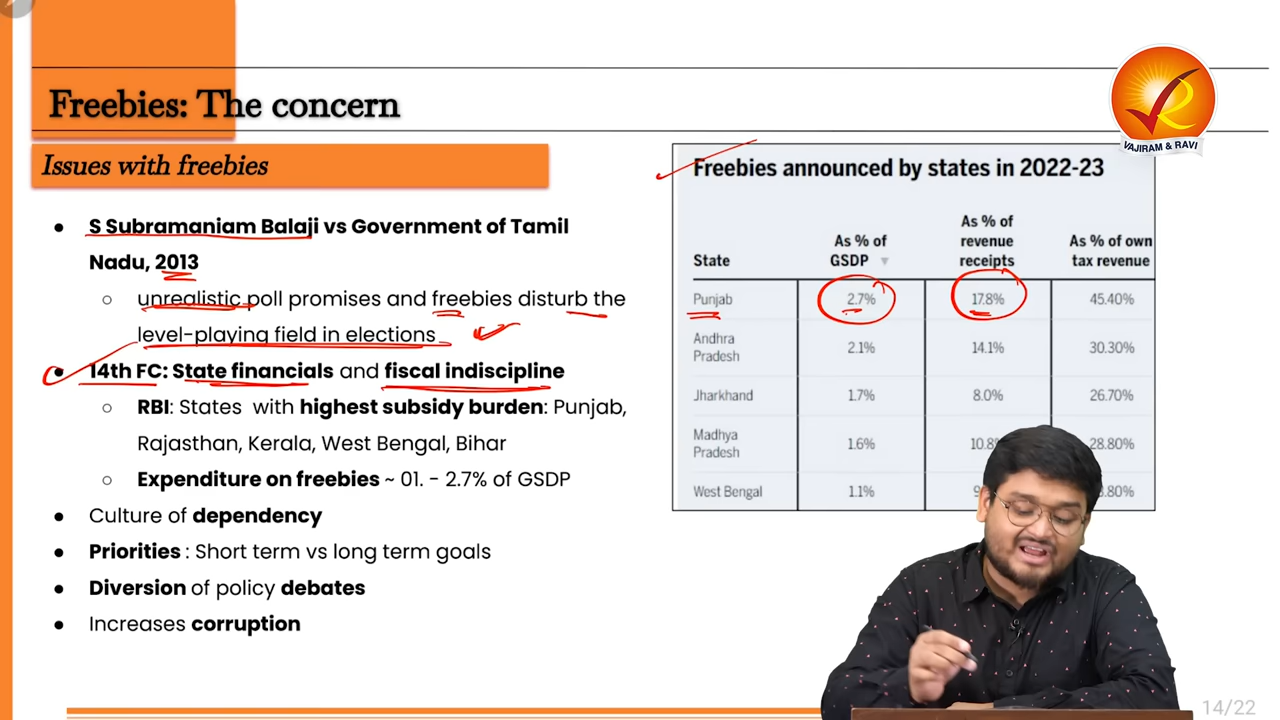 Freebies: The concern
VAJIRAM & RAVI
Issues with freebies
● S Subramaniam Balaji vs Government of Tamil
Nadu, 2013
○ unrealistic poll promises and freebies disturb the
level-playing field in elections
● 14th FC: State financials and fiscal indiscipline
○ RBI: States with highest subsidy burden: Punjab,
Rajasthan, Kerala, West Bengal, Bihar
○ Expenditure on freebies ~ 01. - 2.7% of GSDP
● Culture of dependency
● Priorities : Short term vs long term goals
● Diversion of policy debates
● Increases corruption
Freebies announced by states in 2022-23
State
As % of
GSDP
As % of
revenue
receipts
As % of own
tax revenue
Punjab 2.7% 17.8% 45.40%
Andhra
Pradesh 2.1% 14.1% 30.30%
Jharkhand 1.7% 8.0% 26.70%
Madhya
Pradesh 1.6% 10.8 28.80%
West Bengal 1.1%
14/22